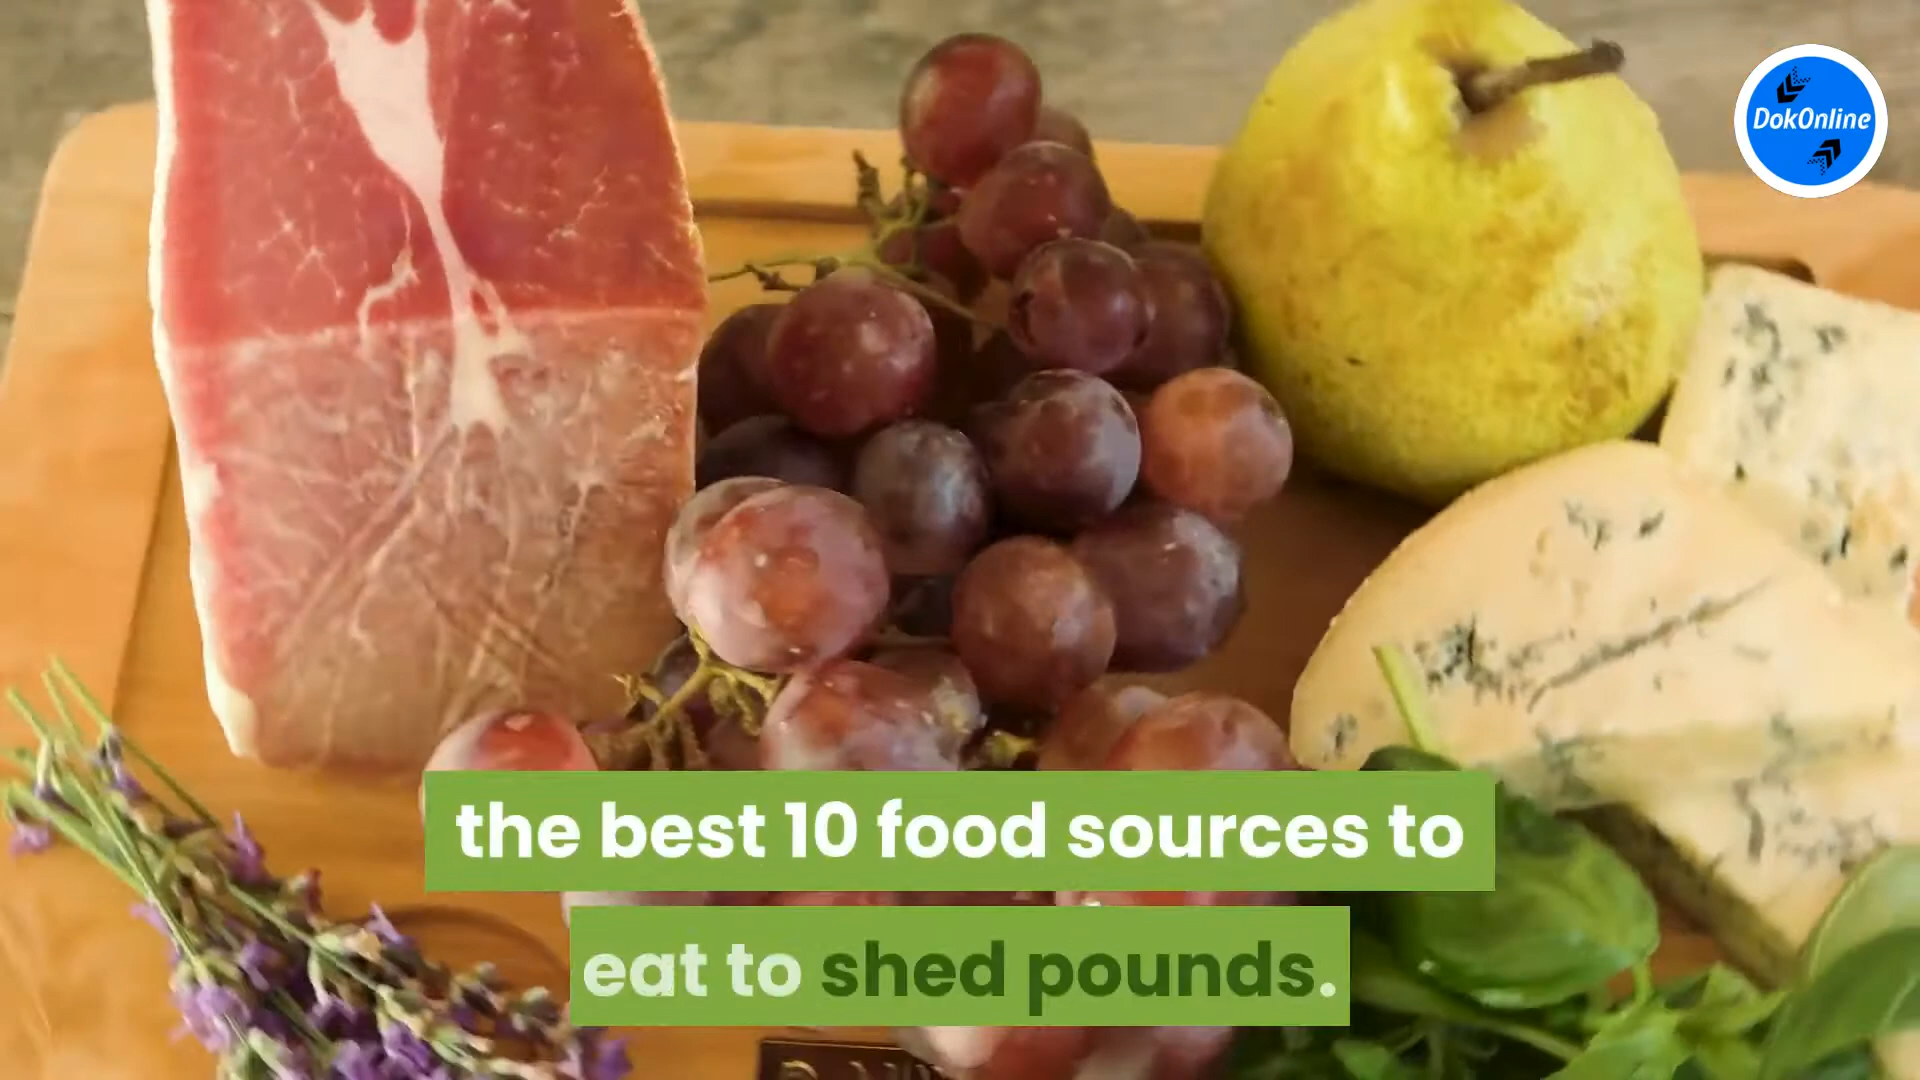 DokOnline
the best 10 food sources to
eat to shed pounds.